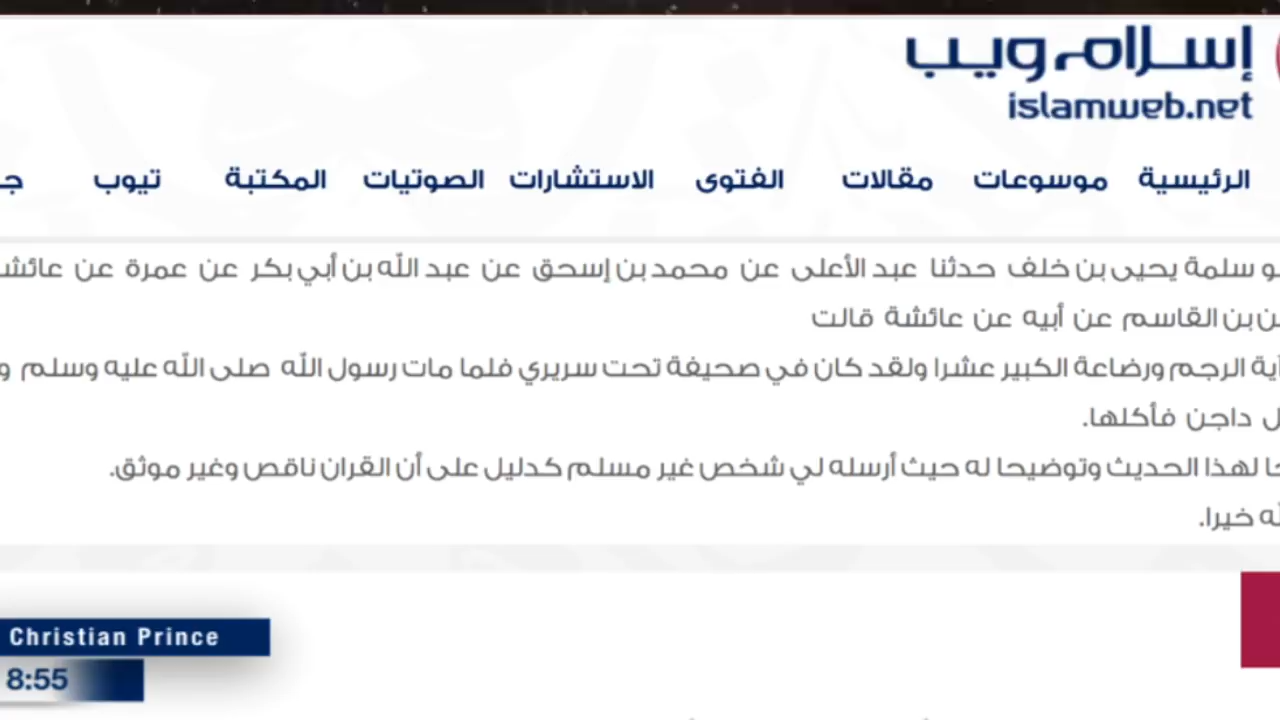 إسلام ويب
islamweb.net
الرئيسية موسوعات مقالات الفتوى الاستشارات الصوتيات المكتبة تيوب
سلمة يحيى بن خلف حدثنا عبد الأعلى عن محمد بن إسحق عن عبد الله بن أبي بكر عن عمرة عن
بن القاسم عن أبيه عن عائشة قالت
آية الرجم ورضاعة الكبير عشرا ولقد كان في صحيفة تحت سريري فلما مات رسول الله صلى الله عليه وسلم
داجن فأكلها.
لهذا الحديث وتوضيحا له حيث أرسله لي شخص غير مسلم كدليل على أن القران ناقص وغير موثق.
خيرا.
Christian Prince
8:55